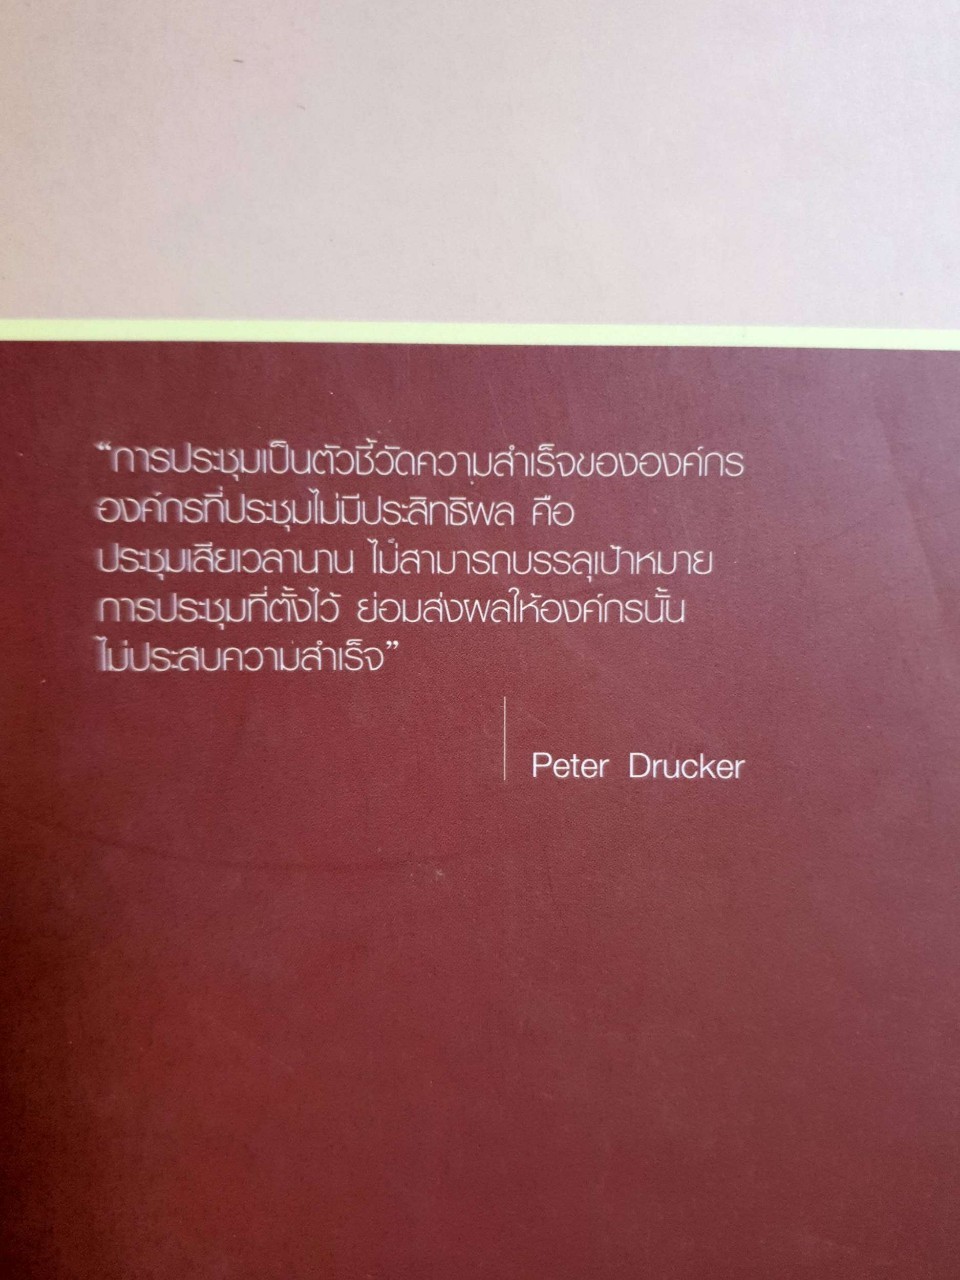 “การประชุมเป็นตัวชี้วัดความสำเร็จขององค์กร
องค์กรที่ประชุมไม่มีประสิทธิผล คือ
ประชุมเสียเวลานาน ไม่สามารถบรรลุเป้าหมาย
การประชุมที่ตั้งไว้ ย่อมส่งผลให้องค์กรนั้น
ไม่ประสบความสำเร็จ”
Peter Drucker